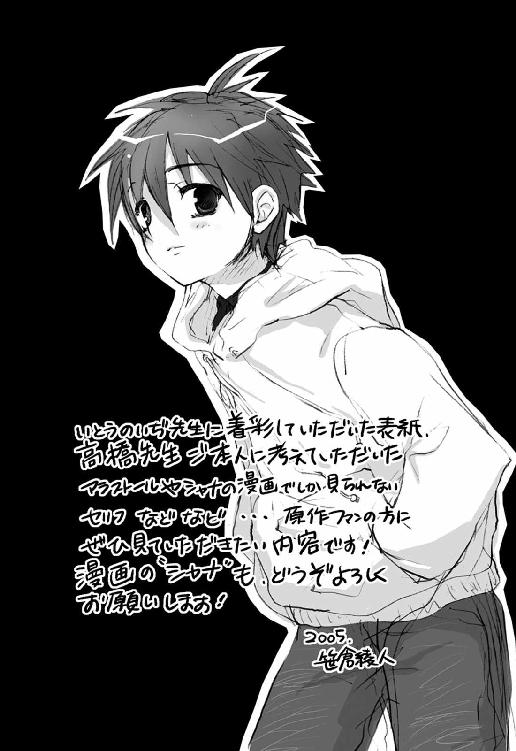 いとうのいぢ先生に着彩していただいた表紙、
高橋先生ご本人に考えていただいた
アラストールやシャナの漫画でしか見られない
セリフ などなど ・・・ 原作ファンの方に
ぜひ見ていただきたい内容です!
漫画の"シャナ"も、どうぞよろしく
お願いします!
2005.
笹倉綾人